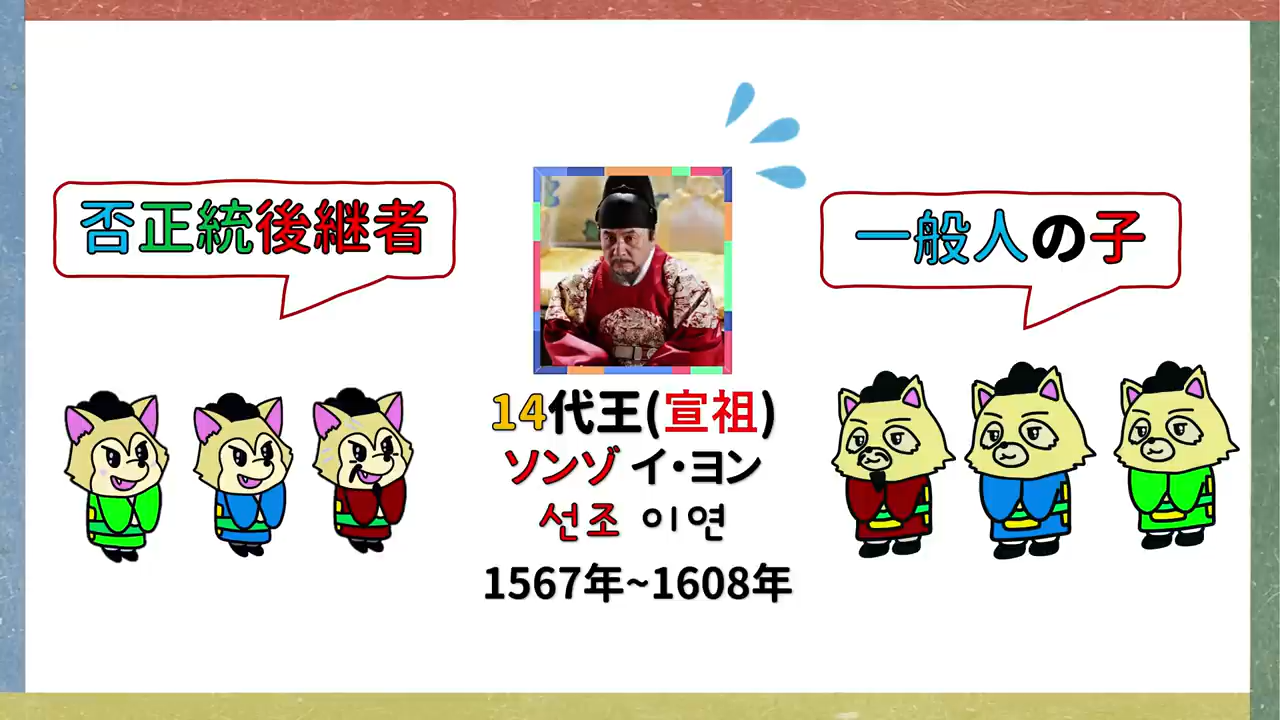 否正統後継者
一般人の子
14代王(宣祖)
ソンゾ イ・ヨン
선조 이연
1567年~1608年